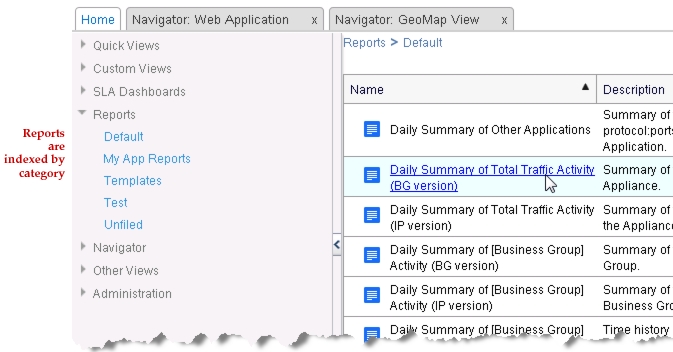 Home
Navigator: Web Application x
Navigator: GeoMap View x
Quick Views
Custom Views
SLA Dashboards
Reports
Default
My App Reports
Templates
Test
Unfiled
Navigator
Other Views
Administration
Reports
are
indexed by
category
<
Reports > Default
Name
Description
Daily Summary of Other Applications
Summary of
protocol:ports
Application.
Daily Summary of Total Traffic Activity
(BG version)
Summary of
Appliance.
Daily Summary of Total Traffic Activity
(IP version)
Summary of
the Appliance
Daily Summary of [Business Group]
Activity (BG version)
Summary of
Group.
Daily Summary of [Business Group]
Activity (IP version)
Summary of
Business Gro
Daily Summary of [Business Group]
Time history